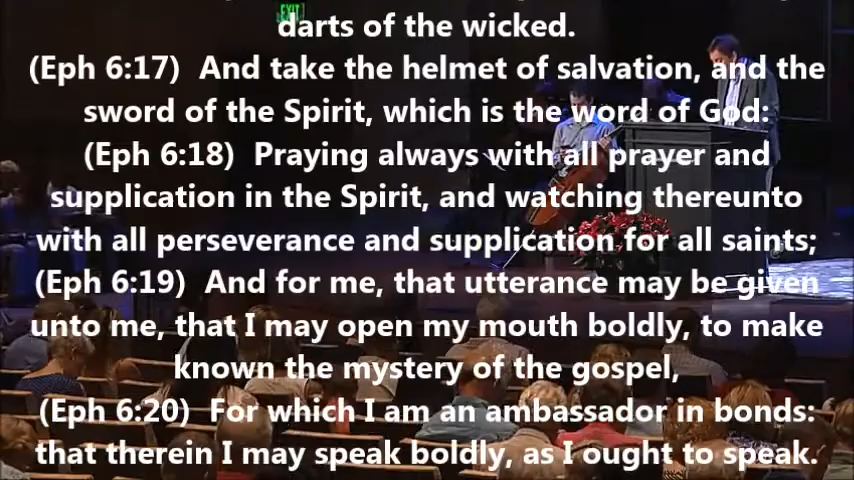 EXIT
darts of the wicked.
(Eph 6:17)  And take the helmet of salvation, and the
sword of the Spirit, which is the word of God:
(Eph 6:18)  Praying always with all prayer and
supplication in the Spirit, and watching thereunto
with all perseverance and supplication for all saints;
(Eph 6:19)  And for me, that utterance may be given
unto me, that I may open my mouth boldly, to make
known the mystery of the gospel,
(Eph 6:20)  For which I am an ambassador in bonds:
that therein I may speak boldly, as I ought to speak.